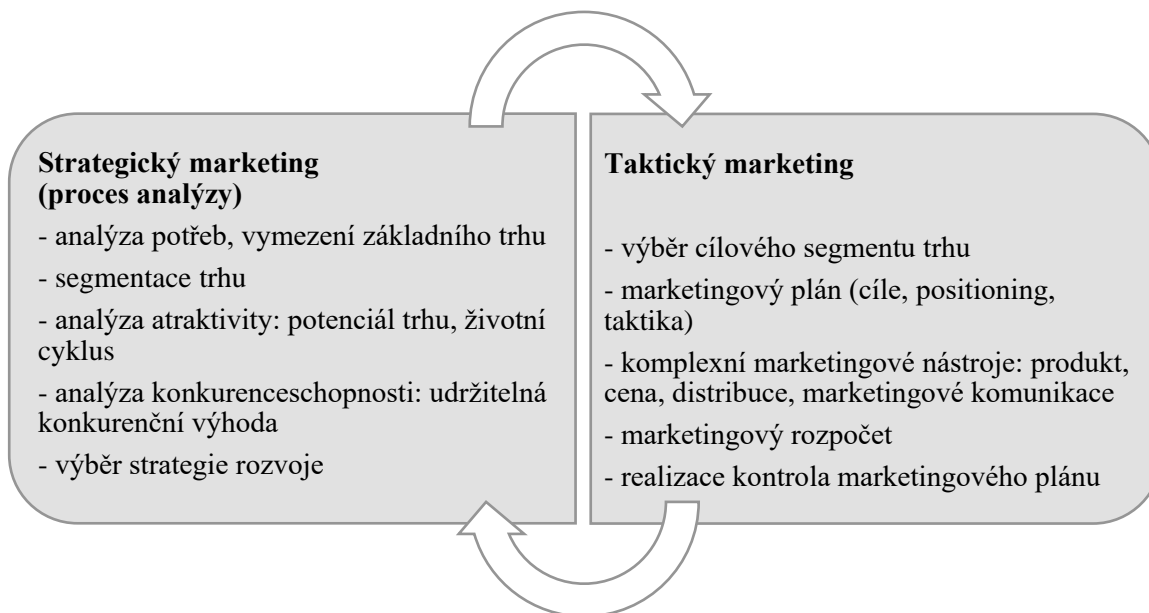 Strategický marketing
(proces analýzy)
- analýza potřeb, vymezení základního trhu
- segmentace trhu
- analýza atraktivity: potenciál trhu, životní
cyklus
- analýza konkurenceschopnosti: udržitelná
konkurenční výhoda
- výběr strategie rozvoje
Taktický marketing
- výběr cílového segmentu trhu
- marketingový plán (cíle, positioning,
taktika)
- komplexní marketingové nástroje: produkt,
cena, distribuce, marketingové komunikace
- marketingový rozpočet
- realizace kontrola marketingového plánu